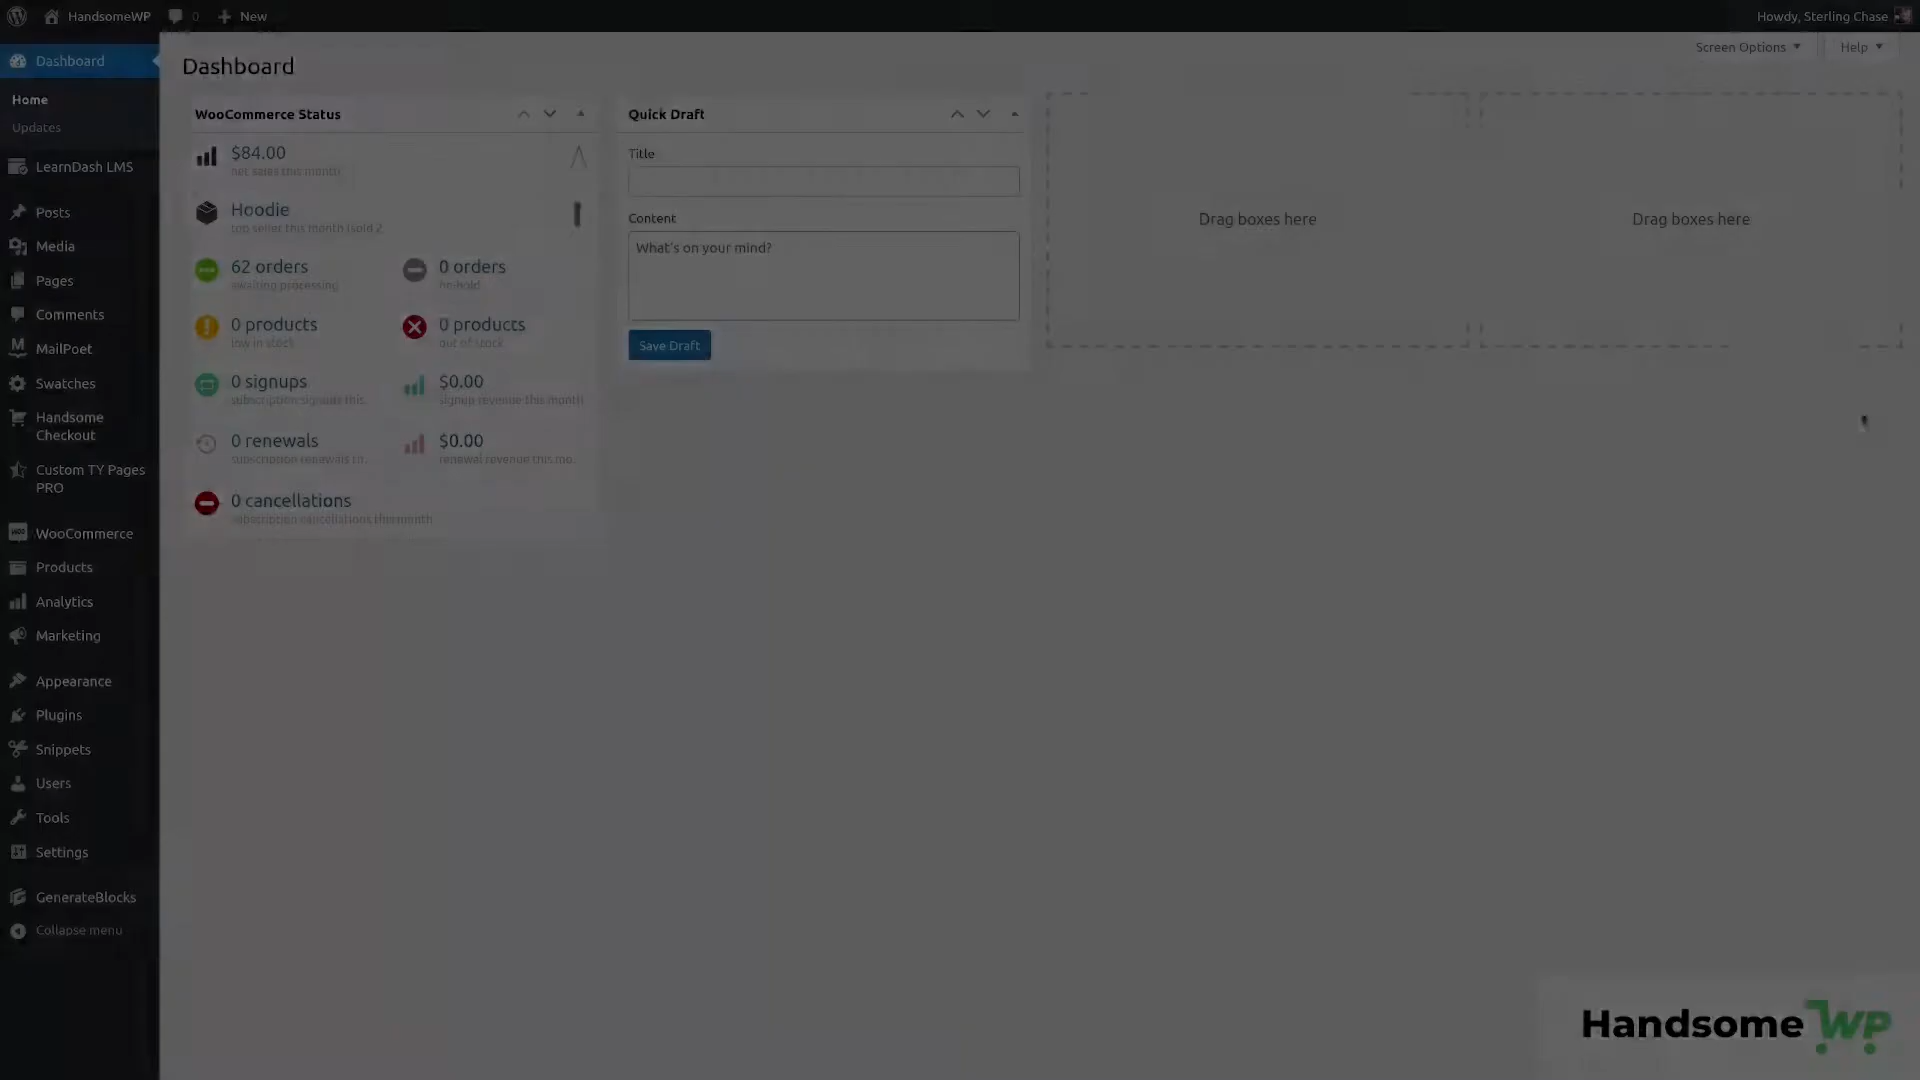 HandsomeWP
0
New
Howdy, Sterling Chase
Screen Options
Help
Dashboard
Home
Updates
LearnDash LMS
Posts
Media
Pages
Comments
MailPoet
Swatches
Handsome
Checkout
Custom TY Pages
PRO
WooCommerce
Products
Analytics
Marketing
Appearance
Plugins
Snippets
Users
Tools
Settings
GenerateBlocks
Collapse menu
Dashboard
WooCommerce Status
$84.00
net sales this month
Hoodie
top seller this month (sold 2
62 orders
awaiting processing
0 orders
on-hold
0 products
low in stock
0 products
out of stock
0 signups
subscription signups this...
$0.00
signup revenue this month
0 renewals
subscription renewals th...
$0.00
renewal revenue this mo...
0 cancellations
subscription cancellations this month
Quick Draft
Title
Content
What's on your mind?
Save Draft
Drag boxes here
Drag boxes here
HandsomeWP